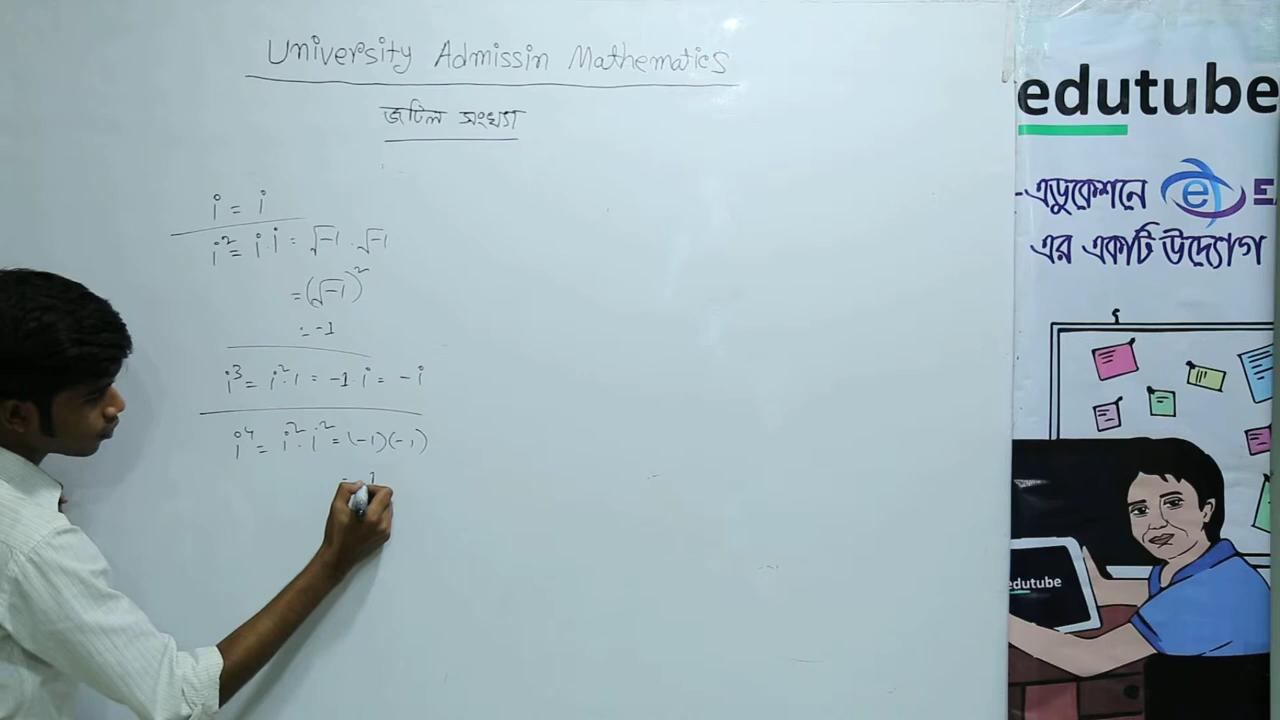 University Admissin Mathematics
জটিল সংখ্যা
i = i
i² = i.i = √-1 . √-1
= (√-1)²
= -1
i³ = i².i = -1.i = -i
i⁴ = i².i² = (-1)(-1)
= 1
edutube
-এডুকেশনে e
এর একটি উদ্যোগ
edutube